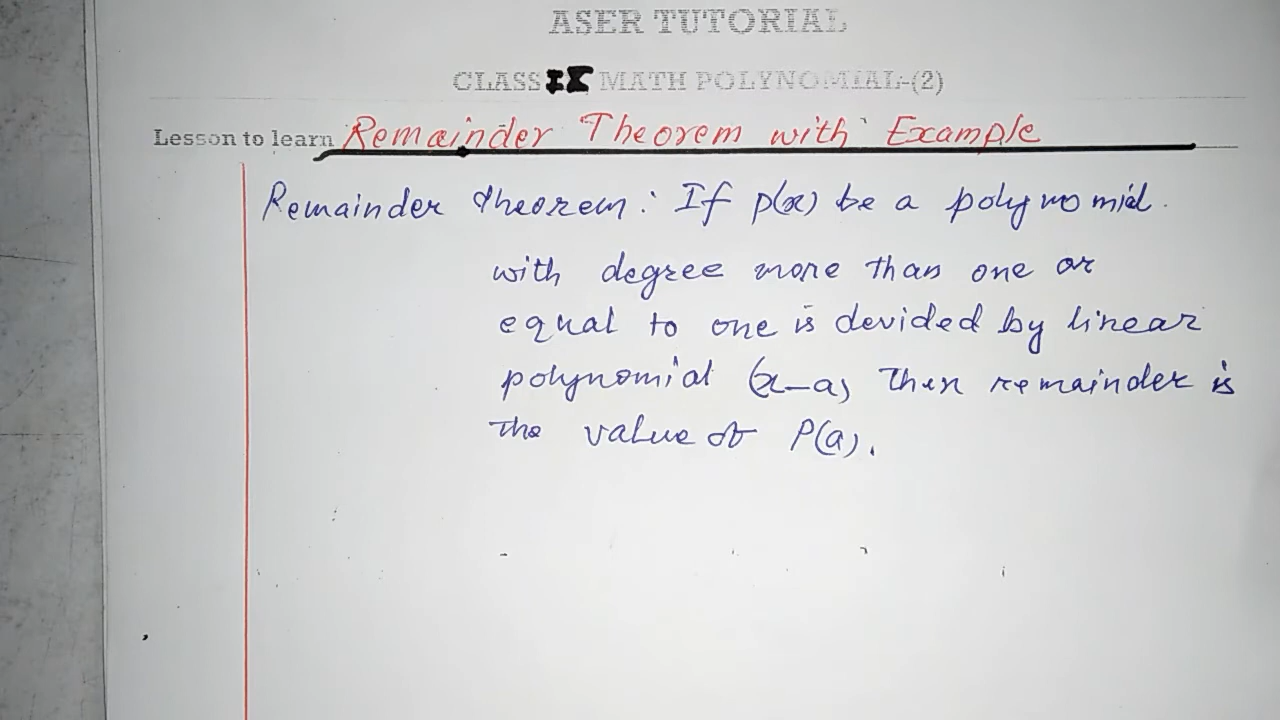 ASER TUTORIAL
CLASS IX MATH POLYNOMIAL-(2)
Lesson to learn Remainder Theorem with Example
Remainder theorem: If p(x) be a polynomial.
with degree more than one or
equal to one is devided by linear
polynomial (x-a) Then remainder is
The value of P(a).